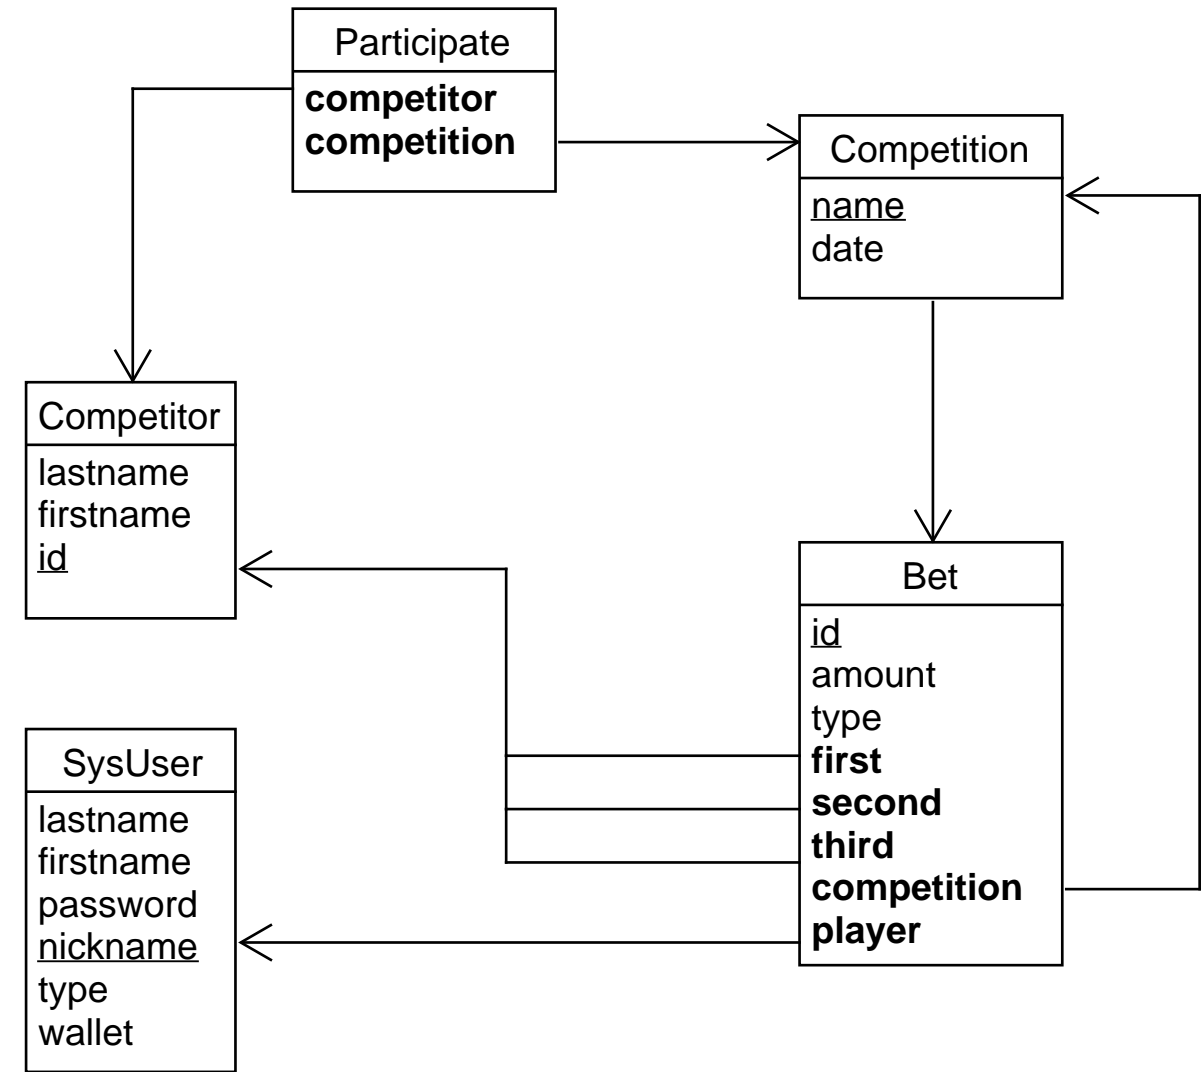 Participate
competitor
competition
Competition
name
date
Competitor
lastname
firstname
id
Bet
id
amount
type
first
second
third
competition
player
SysUser
lastname
firstname
password
nickname
type
wallet